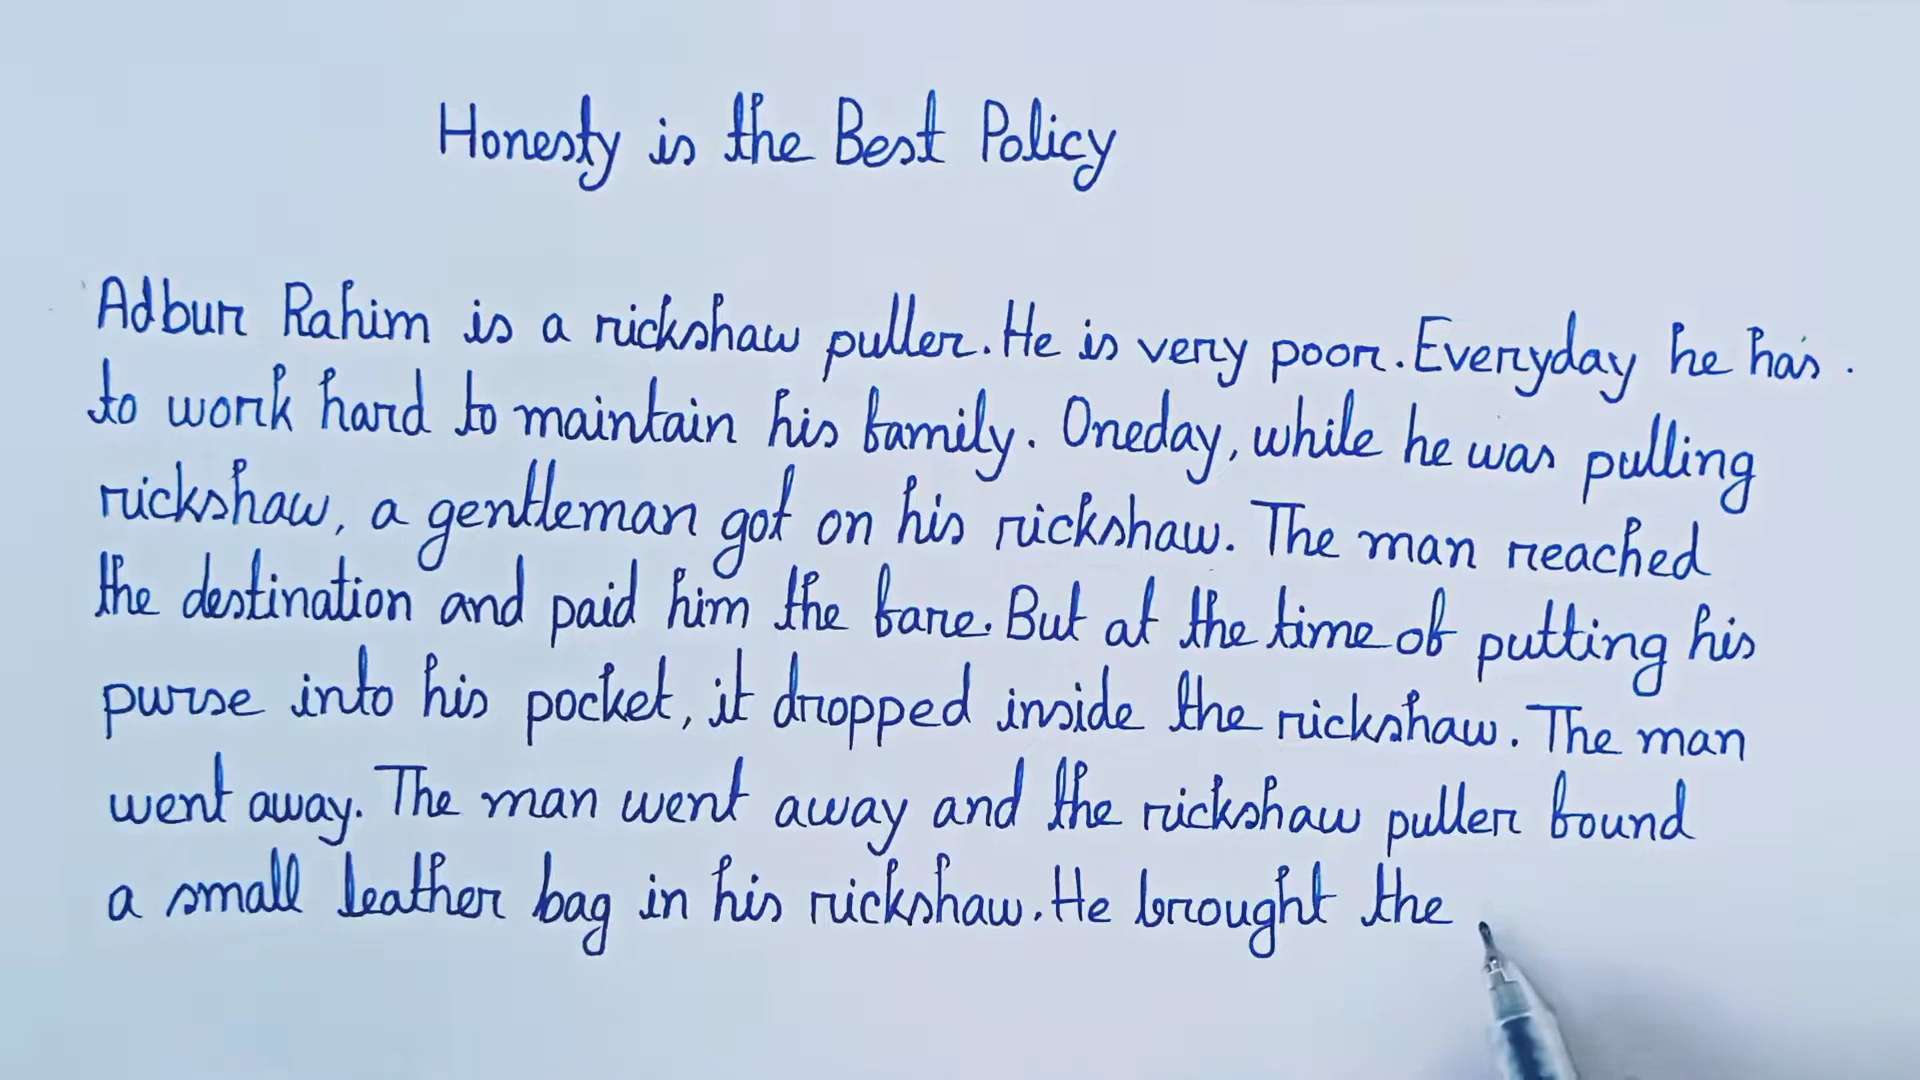 Honesty is the Best Policy
Adbur Rahim is a rickshaw puller. He is very poor. Everyday he has
to work hard to maintain his family. Oneday, while he was pulling
rickshaw, a gentleman got on his rickshaw. The man reached
the destination and paid him the fare. But at the time of putting his
purse into his pocket, it dropped inside the rickshaw. The man
went away. The man went away and the rickshaw puller found
a small leather bag in his rickshaw. He brought the